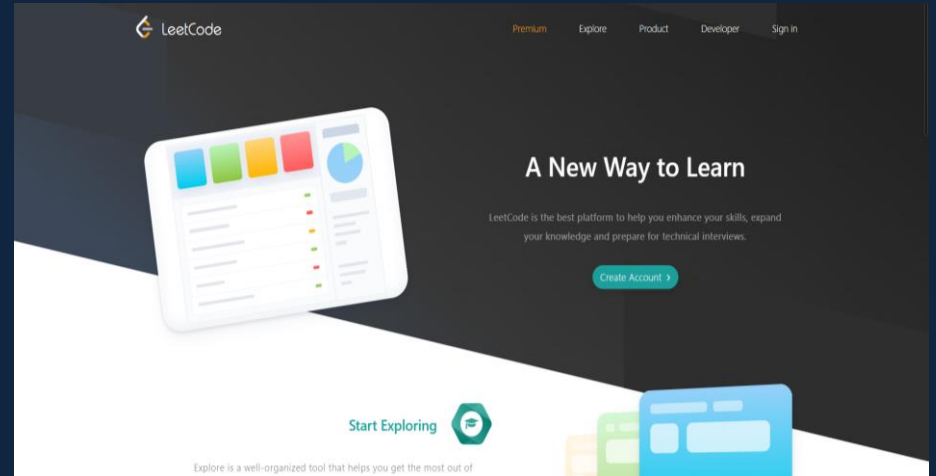 LeetCode
Premium Explore Product Developer Sign in
A New Way to Learn
LeetCode is the best platform to help you enhance your skills, expand
your knowledge and prepare for technical interviews.
Create Account >
Start Exploring
Explore is a well-organized tool that helps you get the most out of